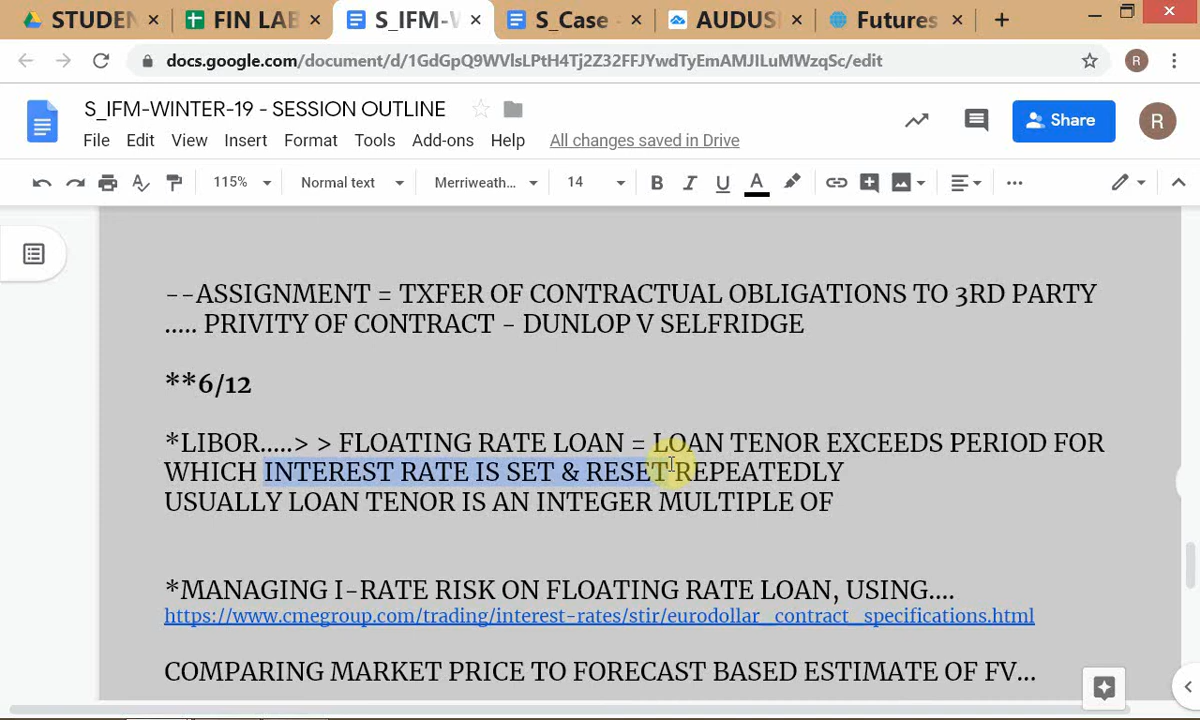 STUDEN
FIN LAB
S_IFM-W
S_Case -
AUDUS
Futures
docs.google.com/document/d/1GdGpQ9WVlsLPtH4Tj2Z32FFJYwdTyEmAMJILuMWzqSc/edit
R
S_IFM-WINTER-19 - SESSION OUTLINE
File Edit View Insert Format Tools Add-ons Help All changes saved in Drive
Share
R
115% Normal text Merriweath... 14 B I U A
--ASSIGNMENT = TXFER OF CONTRACTUAL OBLIGATIONS TO 3RD PARTY
..... PRIVITY OF CONTRACT - DUNLOP V SELFRIDGE
**6/12
*LIBOR.....> > FLOATING RATE LOAN = LOAN TENOR EXCEEDS PERIOD FOR
WHICH INTEREST RATE IS SET & RESET REPEATEDLY
USUALLY LOAN TENOR IS AN INTEGER MULTIPLE OF
*MANAGING I-RATE RISK ON FLOATING RATE LOAN, USING....
https://www.cmegroup.com/trading/interest-rates/stir/eurodollar_contract_specifications.html
COMPARING MARKET PRICE TO FORECAST BASED ESTIMATE OF FV...